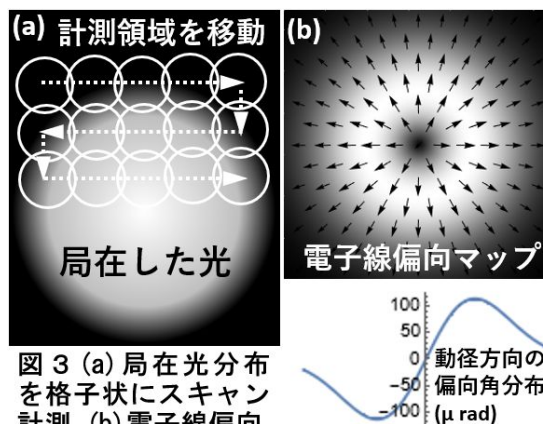 (a) 計測領域を移動
局在した光
図 3 (a) 局在光分布
を格子状にスキャン
計測 (b) 電子線偏向
(b)
電子線偏向マップ
100
50
0
-50
-100
動径方向の
偏向角分布
(μ rad)